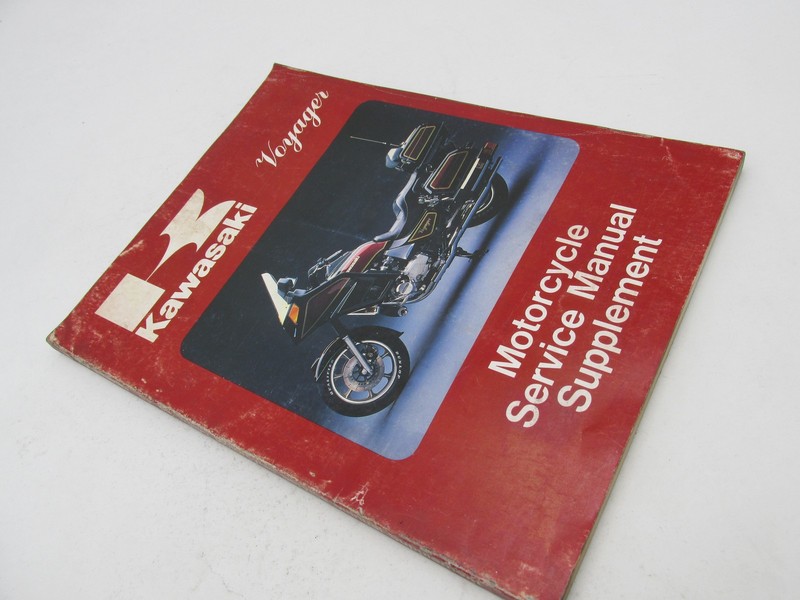 Kawasaki
Voyager
Motorcycle
Service Manual
Supplement